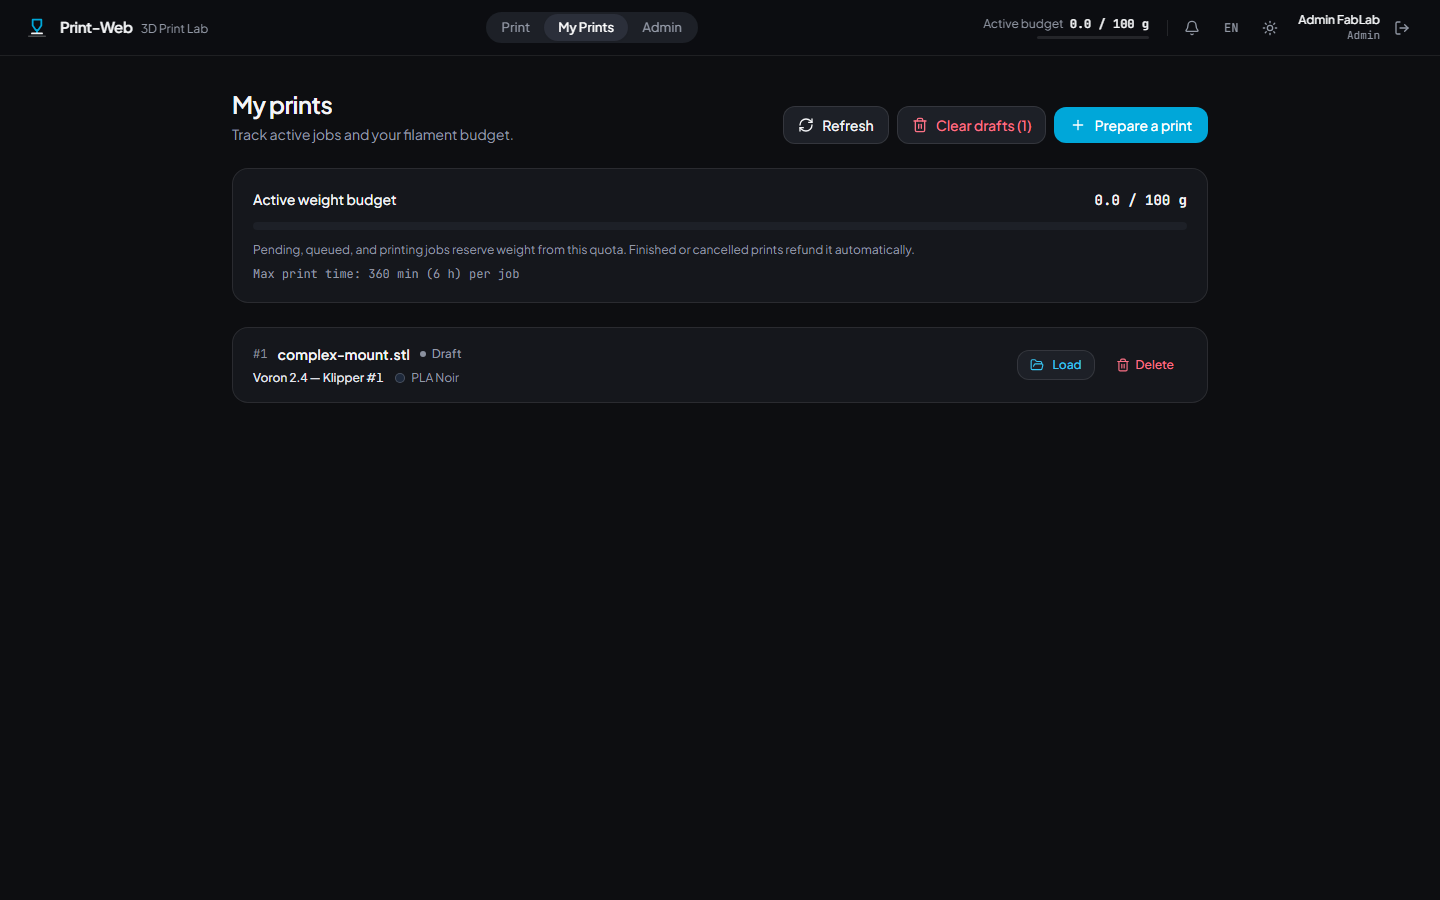 Print-Web 3D Print Lab
Print My Prints Admin
Active budget 0.0 / 100 g
EN
Admin FabLab
Admin
My prints
Track active jobs and your filament budget.
Refresh
Clear drafts (1)
Prepare a print
Active weight budget
0.0 / 100 g
Pending, queued, and printing jobs reserve weight from this quota. Finished or cancelled prints refund it automatically.
Max print time: 360 min (6 h) per job
#1 complex-mount.stl Draft
Voron 2.4 — Klipper #1 PLA Noir
Load
Delete